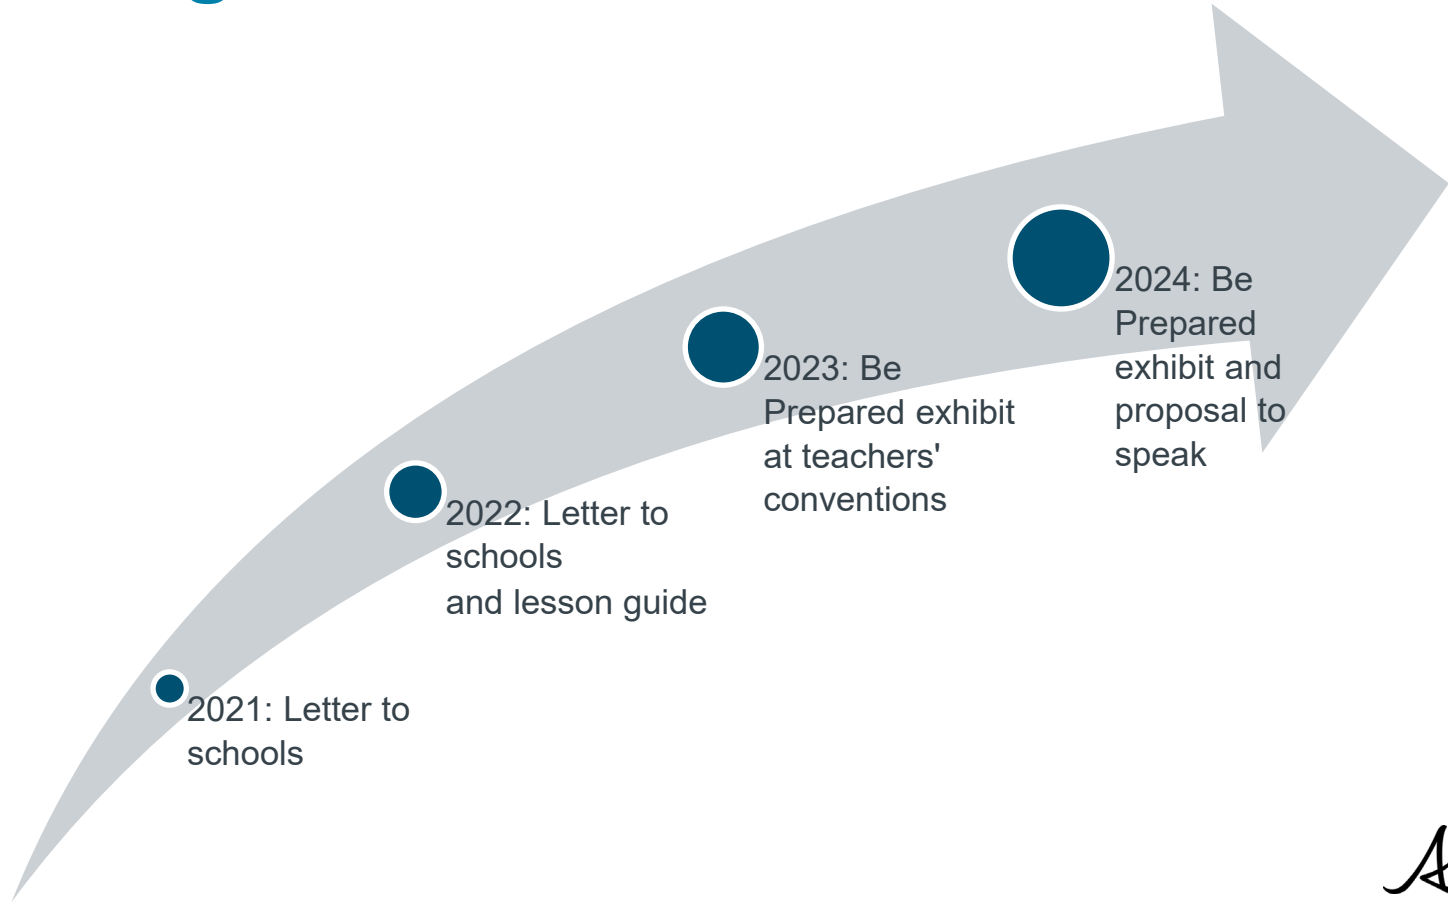 2024: Be
Prepared
exhibit and
proposal to
speak
2023: Be
Prepared exhibit
at teachers'
conventions
2022: Letter to
schools
and lesson guide
2021: Letter to
schools